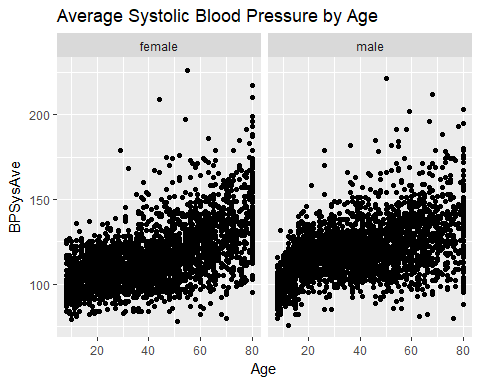 Average Systolic Blood Pressure by Age
female male
BPSysAve
200
150
100
20 40 60 80 20 40 60 80
Age